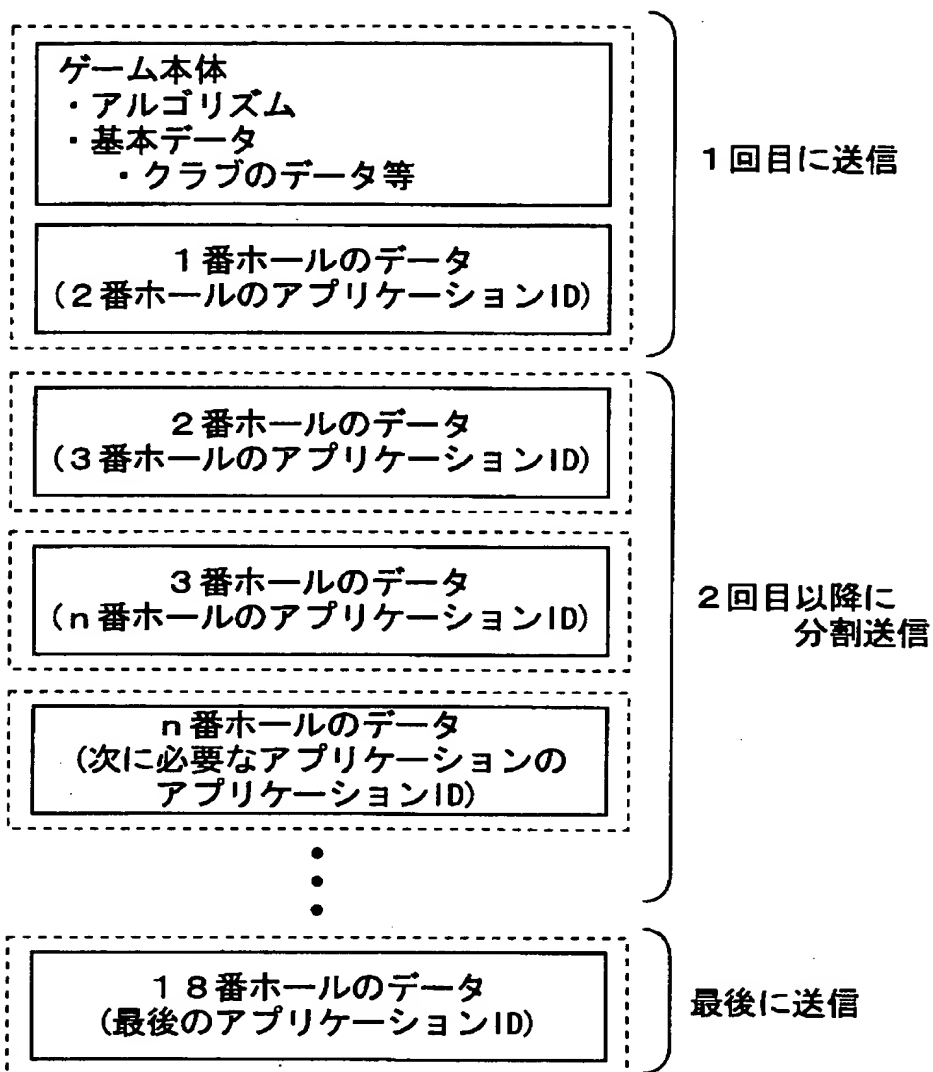 ゲーム本体
・アルゴリズム
・基本データ
・クラブのデータ等
1番ホールのデータ
(2番ホールのアプリケーションID)
1回目に送信
2番ホールのデータ
(3番ホールのアプリケーションID)
3番ホールのデータ
(n番ホールのアプリケーションID)
n番ホールのデータ
(次に必要なアプリケーションの
アプリケーションID)
2回目以降に
分割送信
18番ホールのデータ
(最後のアプリケーションID)
最後に送信